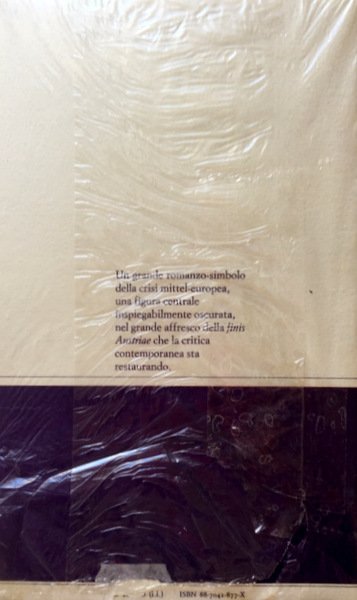 Un grande romanzo-simbolo
della crisi mittel-europea,
una figura centrale
inspiegabilmente oscurata,
nel grande affresco della finis
Austriae che la critica
contemporanea sta
restaurando.
(i.i.) ISBN 88-7041-877-X